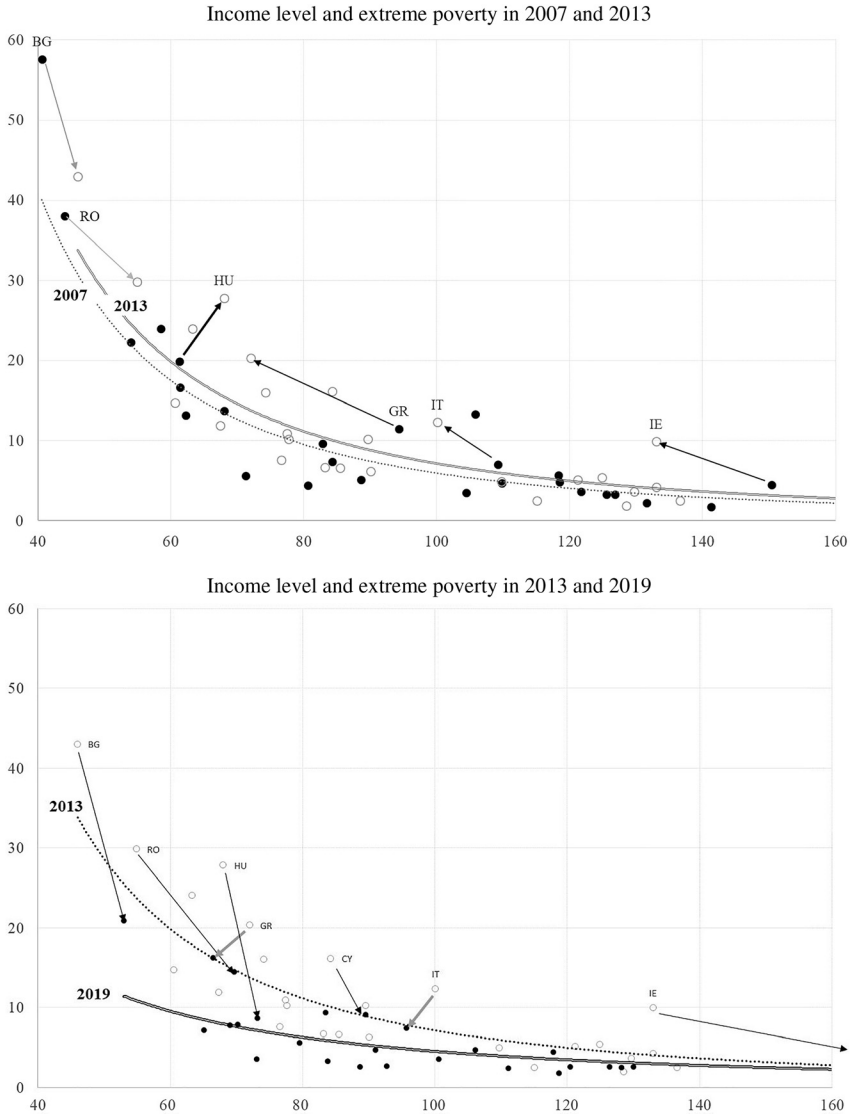 Income level and extreme poverty in 2007 and 2013
60
BG
50
40
RO
HU
30
2007
2013
20
GR
IT
IE
10
0
40
60
80
100
120
140
160
Income level and extreme poverty in 2013 and 2019
60
50
BG
40
2013
30
RO
HU
GR
20
CY
IT
2019
IE
10
0
40
60
80
100
120
140
160